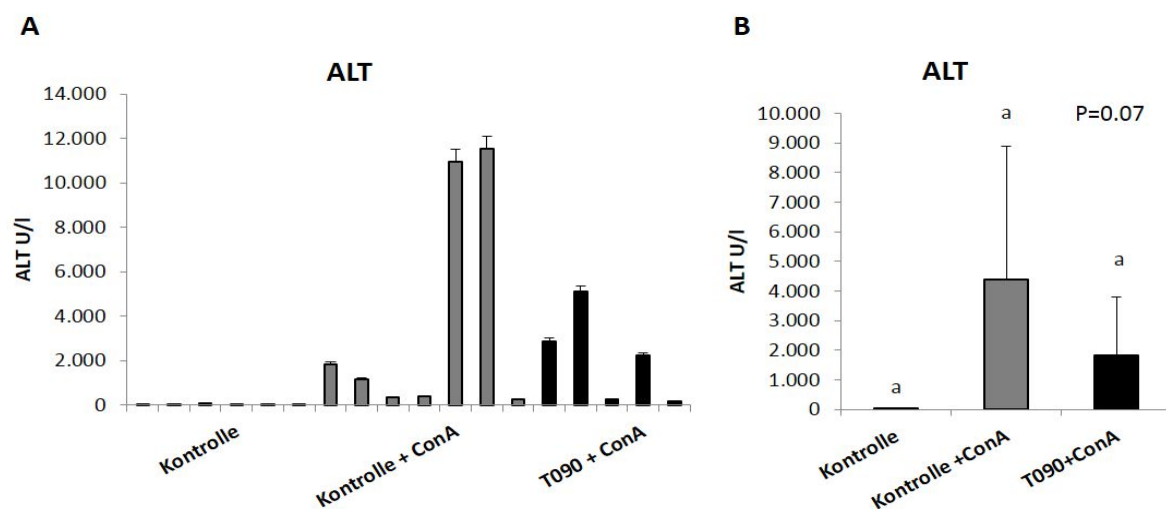 A
ALT
ALT U/l
14.000
12.000
10.000
8.000
6.000
4.000
2.000
0
Kontrolle
Kontrolle + ConA
T090 + ConA
B
ALT
P=0.07
ALT U/l
10.000
9.000
8.000
7.000
6.000
5.000
4.000
3.000
2.000
1.000
0
a
a
a
Kontrolle
Kontrolle +ConA
T090+ConA